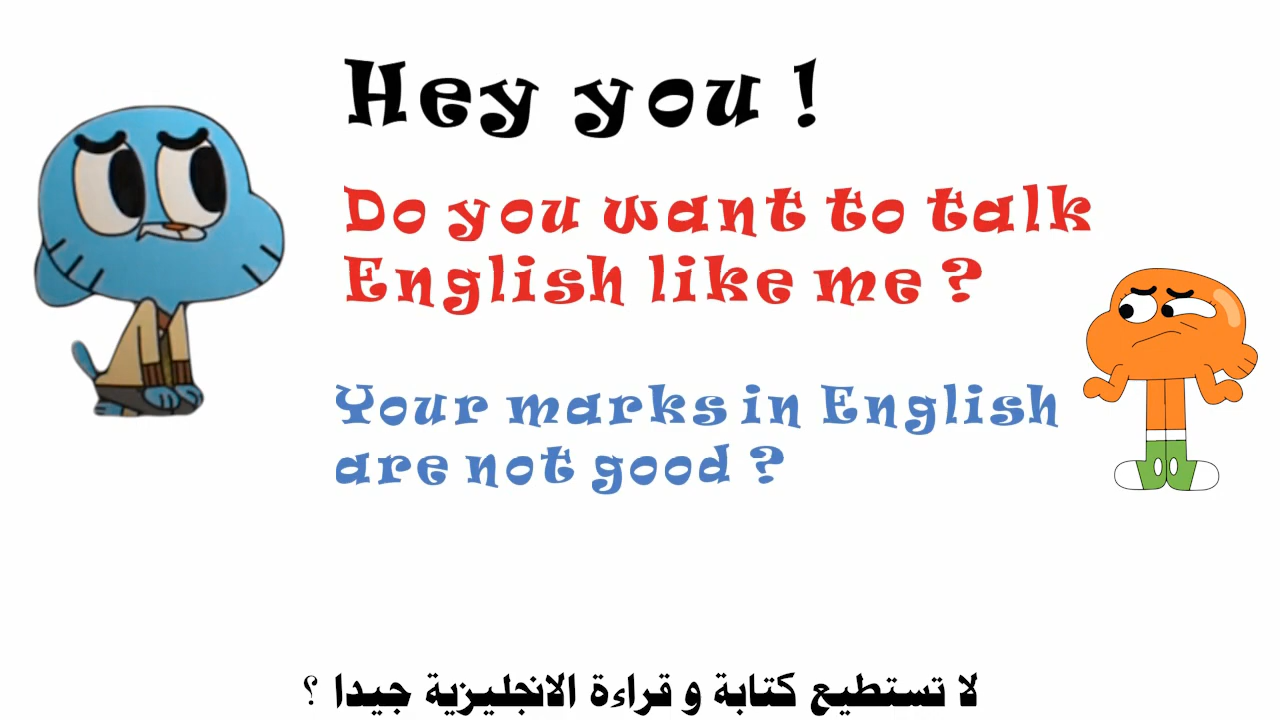 Hey you !
Do you want to talk
English like me ?
Your marks in English
are not good ?
لا تستطيع كتابة و قراءة الانجليزية جيدا ؟